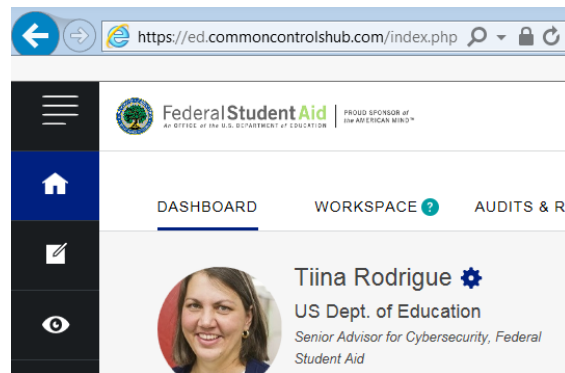 https://ed.commoncontrolshub.com/index.php
Federal Student Aid
An OFFICE of the U.S. DEPARTMENT of EDUCATION
PROUD SPONSOR of
the AMERICAN MIND™
DASHBOARD WORKSPACE ? AUDITS & R
Tiina Rodrigue
US Dept. of Education
Senior Advisor for Cybersecurity, Federal
Student Aid